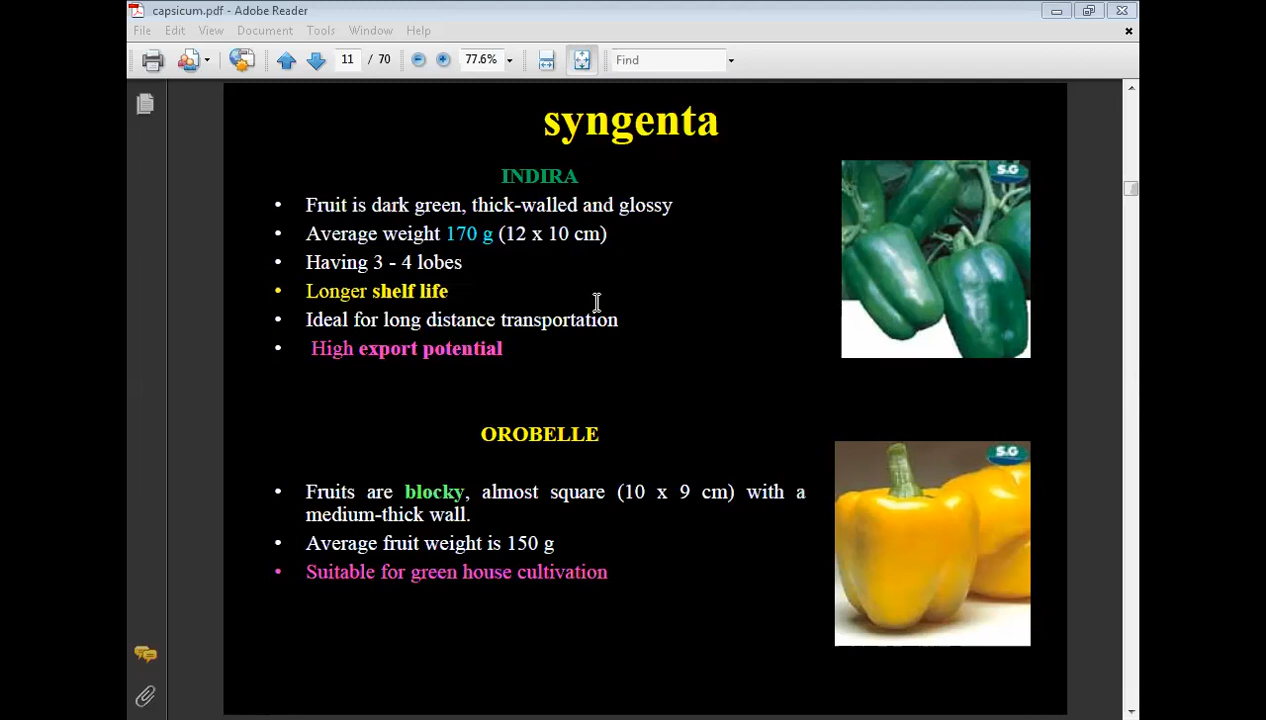 capsicum.pdf - Adobe Reader
File Edit View Document Tools Window Help
11 / 70 77.6% Find
syngenta
INDIRA
• Fruit is dark green, thick-walled and glossy
• Average weight 170 g (12 x 10 cm)
• Having 3 - 4 lobes
• Longer shelf life
• Ideal for long distance transportation
• High export potential
S.G
OROBELLE
• Fruits are blocky, almost square (10 x 9 cm) with a
medium-thick wall.
• Average fruit weight is 150 g
• Suitable for green house cultivation
S.G